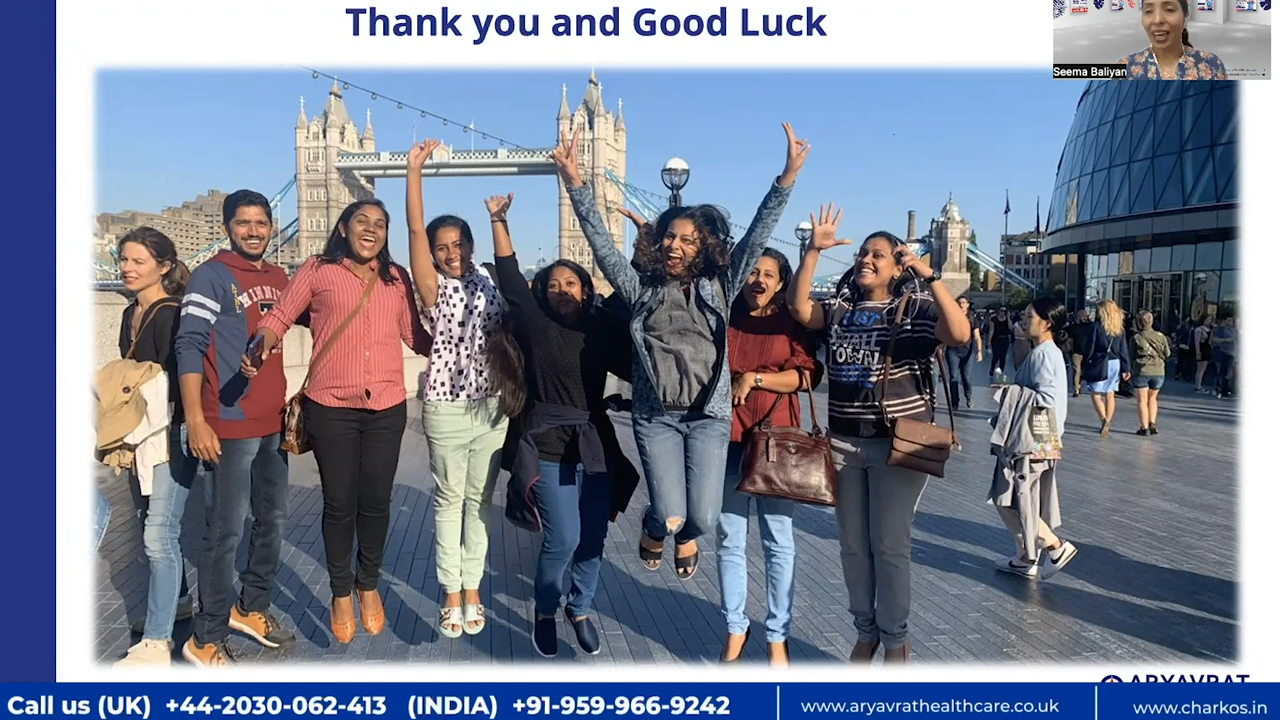 Thank you and Good Luck
Seema Baliyan
ARYAVRAT
Call us (UK) +44-2030-062-413 (INDIA) +91-959-966-9242
www.aryavrathealthcare.co.uk
www.charkos.in